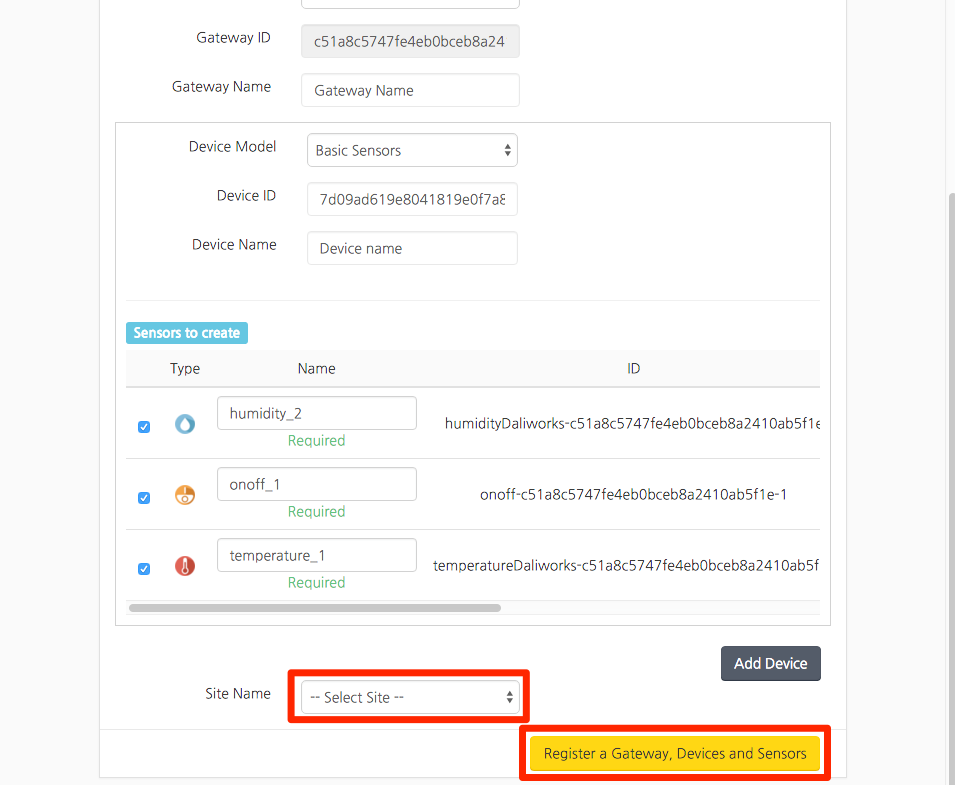 Gateway ID
c51a8c5747fe4eb0bceb8a24
Gateway Name
Gateway Name
Device Model
Basic Sensors
Device ID
7d09ad619e8041819e0f7a8
Device Name
Device name
Sensors to create
Type Name ID
humidity_2
Required
humidityDaliworks-c51a8c5747fe4eb0bceb8a2410ab5f1e
onoff_1
Required
onoff-c51a8c5747fe4eb0bceb8a2410ab5f1e-1
temperature_1
Required
temperatureDaliworks-c51a8c5747fe4eb0bceb8a2410ab5f
Add Device
Site Name
-- Select Site --
Register a Gateway, Devices and Sensors